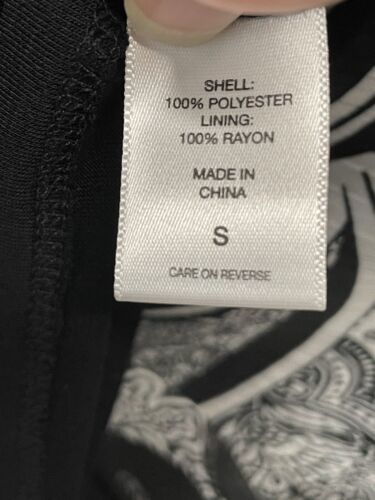 SHELL:
100% POLYESTER
LINING:
100% RAYON
MADE IN
CHINA
S
CARE ON REVERSE